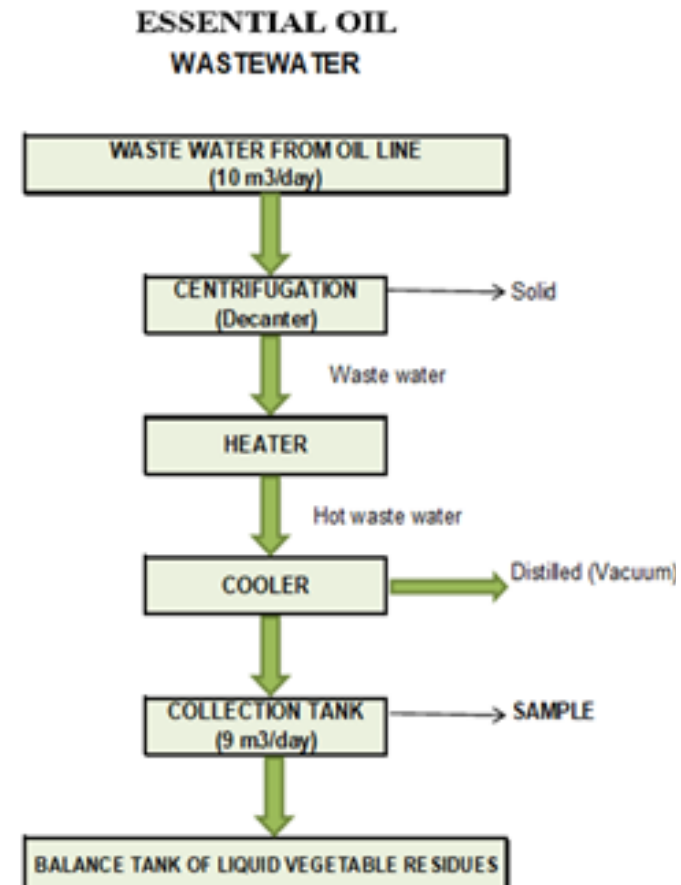 ESSENTIAL OIL
WASTEWATER
WASTE WATER FROM OIL LINE
(10 m3/day)
CENTRIFUGATION
(Decanter)
Solid
Waste water
HEATER
Hot waste water
COOLER
Distilled (Vacuum)
COLLECTION TANK
(9 m3/day)
SAMPLE
BALANCE TANK OF LIQUID VEGETABLE RESIDUES